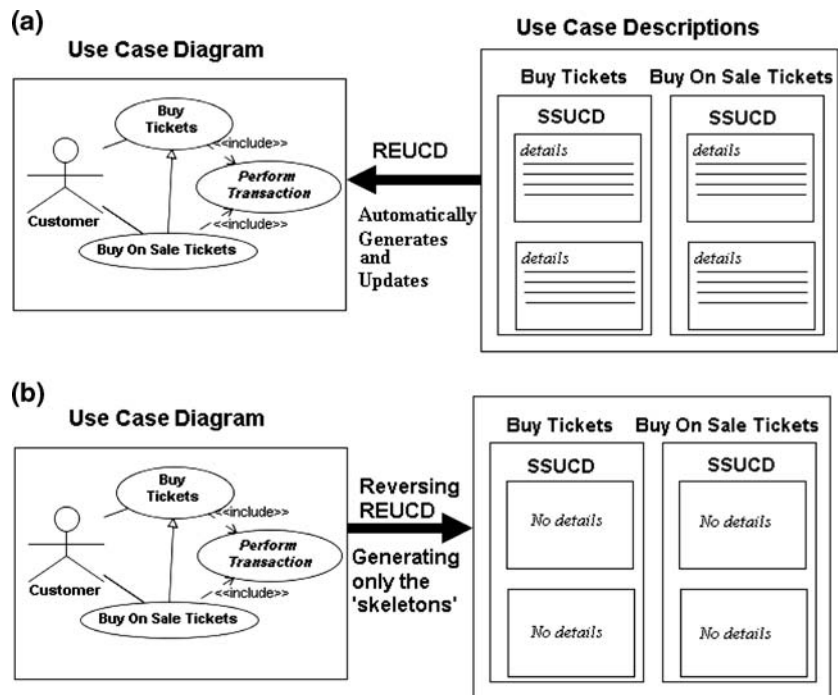 (a)
Use Case Diagram
Buy
Tickets
<<include>>
Perform
Transaction
<<include>>
Customer
Buy On Sale Tickets
REUCD
Automatically
Generates
and
Updates
Use Case Descriptions
Buy Tickets
SSUCD
details
details
Buy On Sale Tickets
SSUCD
details
details
(b)
Use Case Diagram
Buy
Tickets
<<include>>
Perform
Transaction
<<include>>
Customer
Buy On Sale Tickets
Reversing
REUCD
Generating
only the
'skeletons'
Buy Tickets
SSUCD
No details
No details
Buy On Sale Tickets
SSUCD
No details
No details